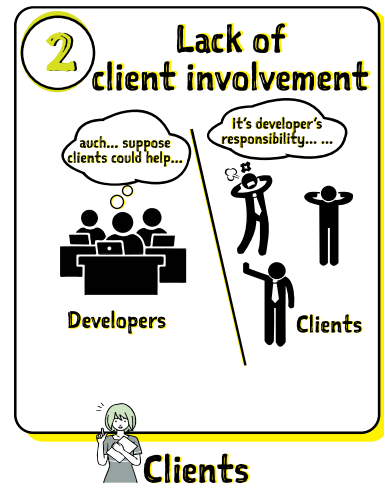 2
Lack of
client involvement
auch... suppose
clients could help...
it's developer's
responsibility... ...
Developers
Clients
Clients